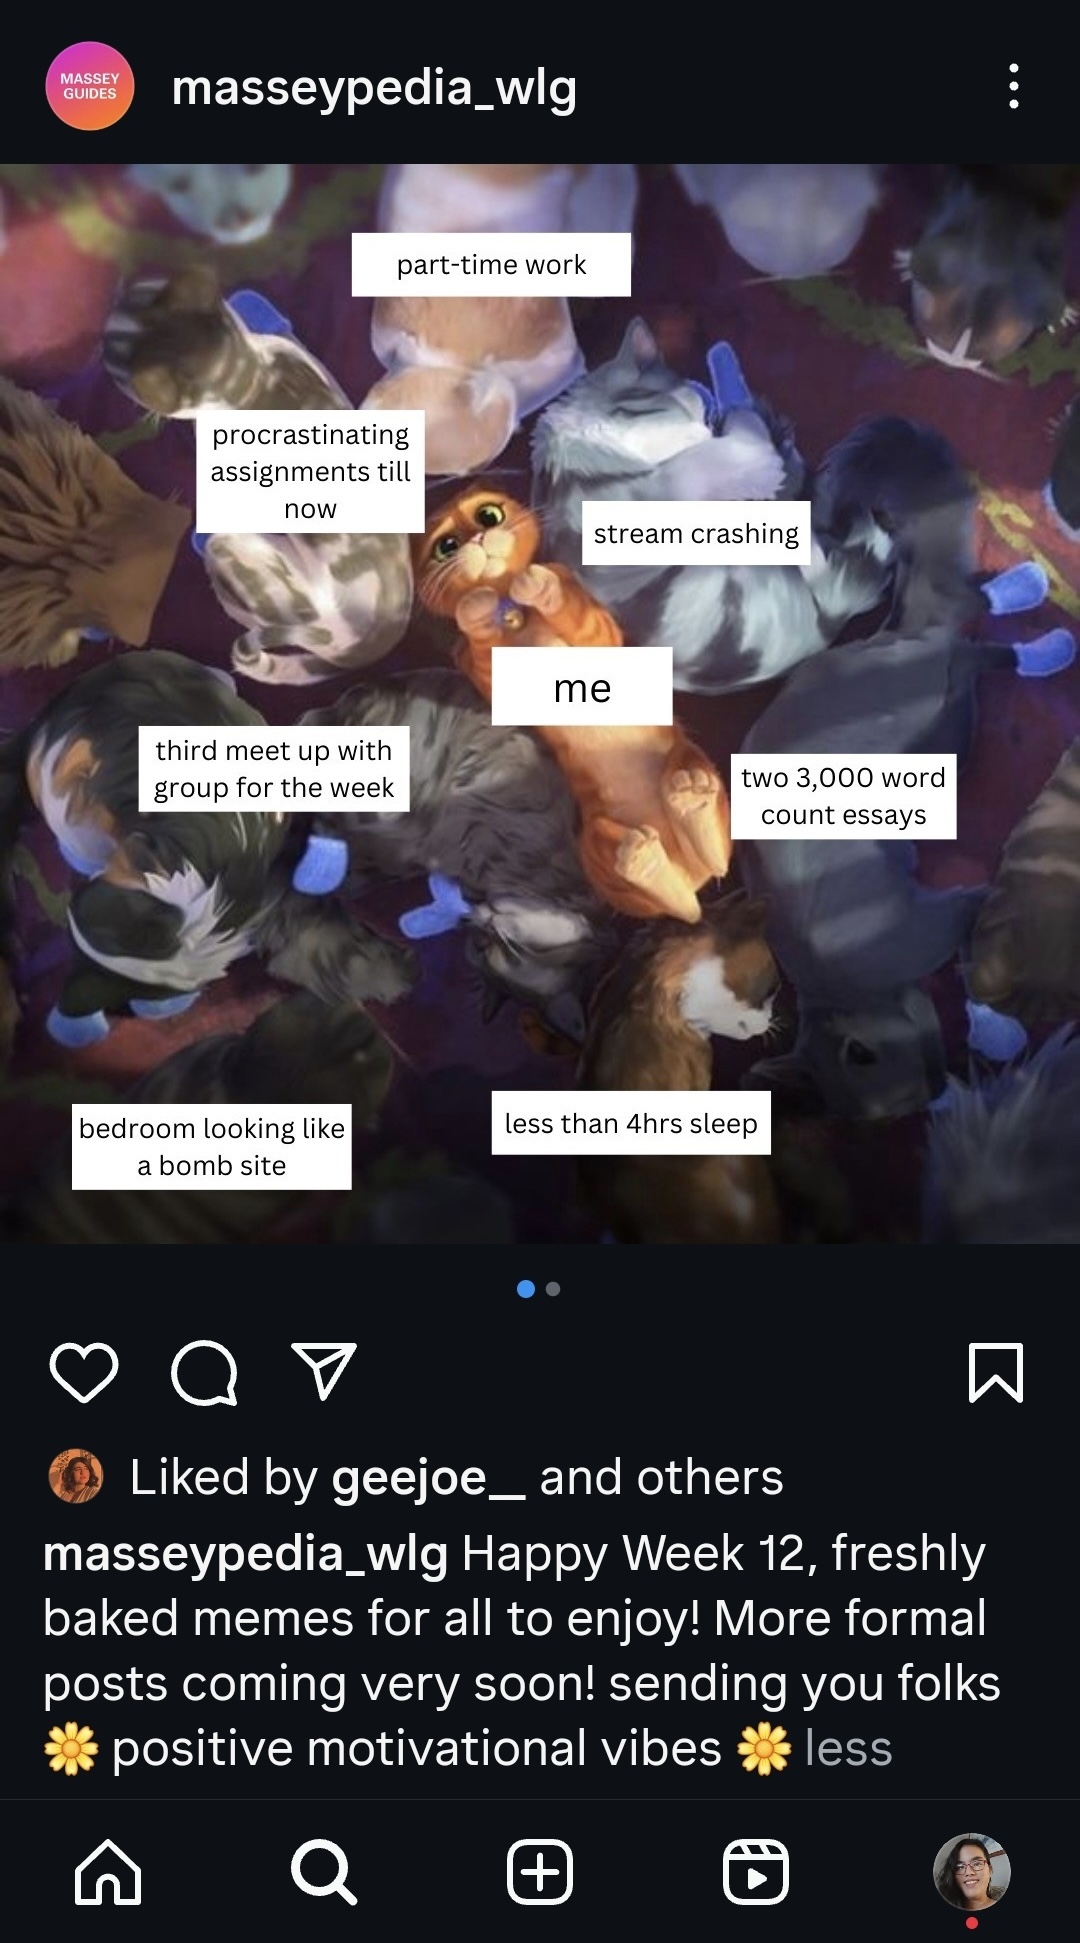 MASSEY
GUIDES
masseypedia_wlg
part-time work
procrastinating
assignments till
now
stream crashing
me
third meet up with
group for the week
two 3,000 word
count essays
bedroom looking like
a bomb site
less than 4hrs sleep
Liked by geejoe__ and others
masseypedia_wlg Happy Week 12, freshly
baked memes for all to enjoy! More formal
posts coming very soon! sending you folks
🌼 positive motivational vibes 🌼 less